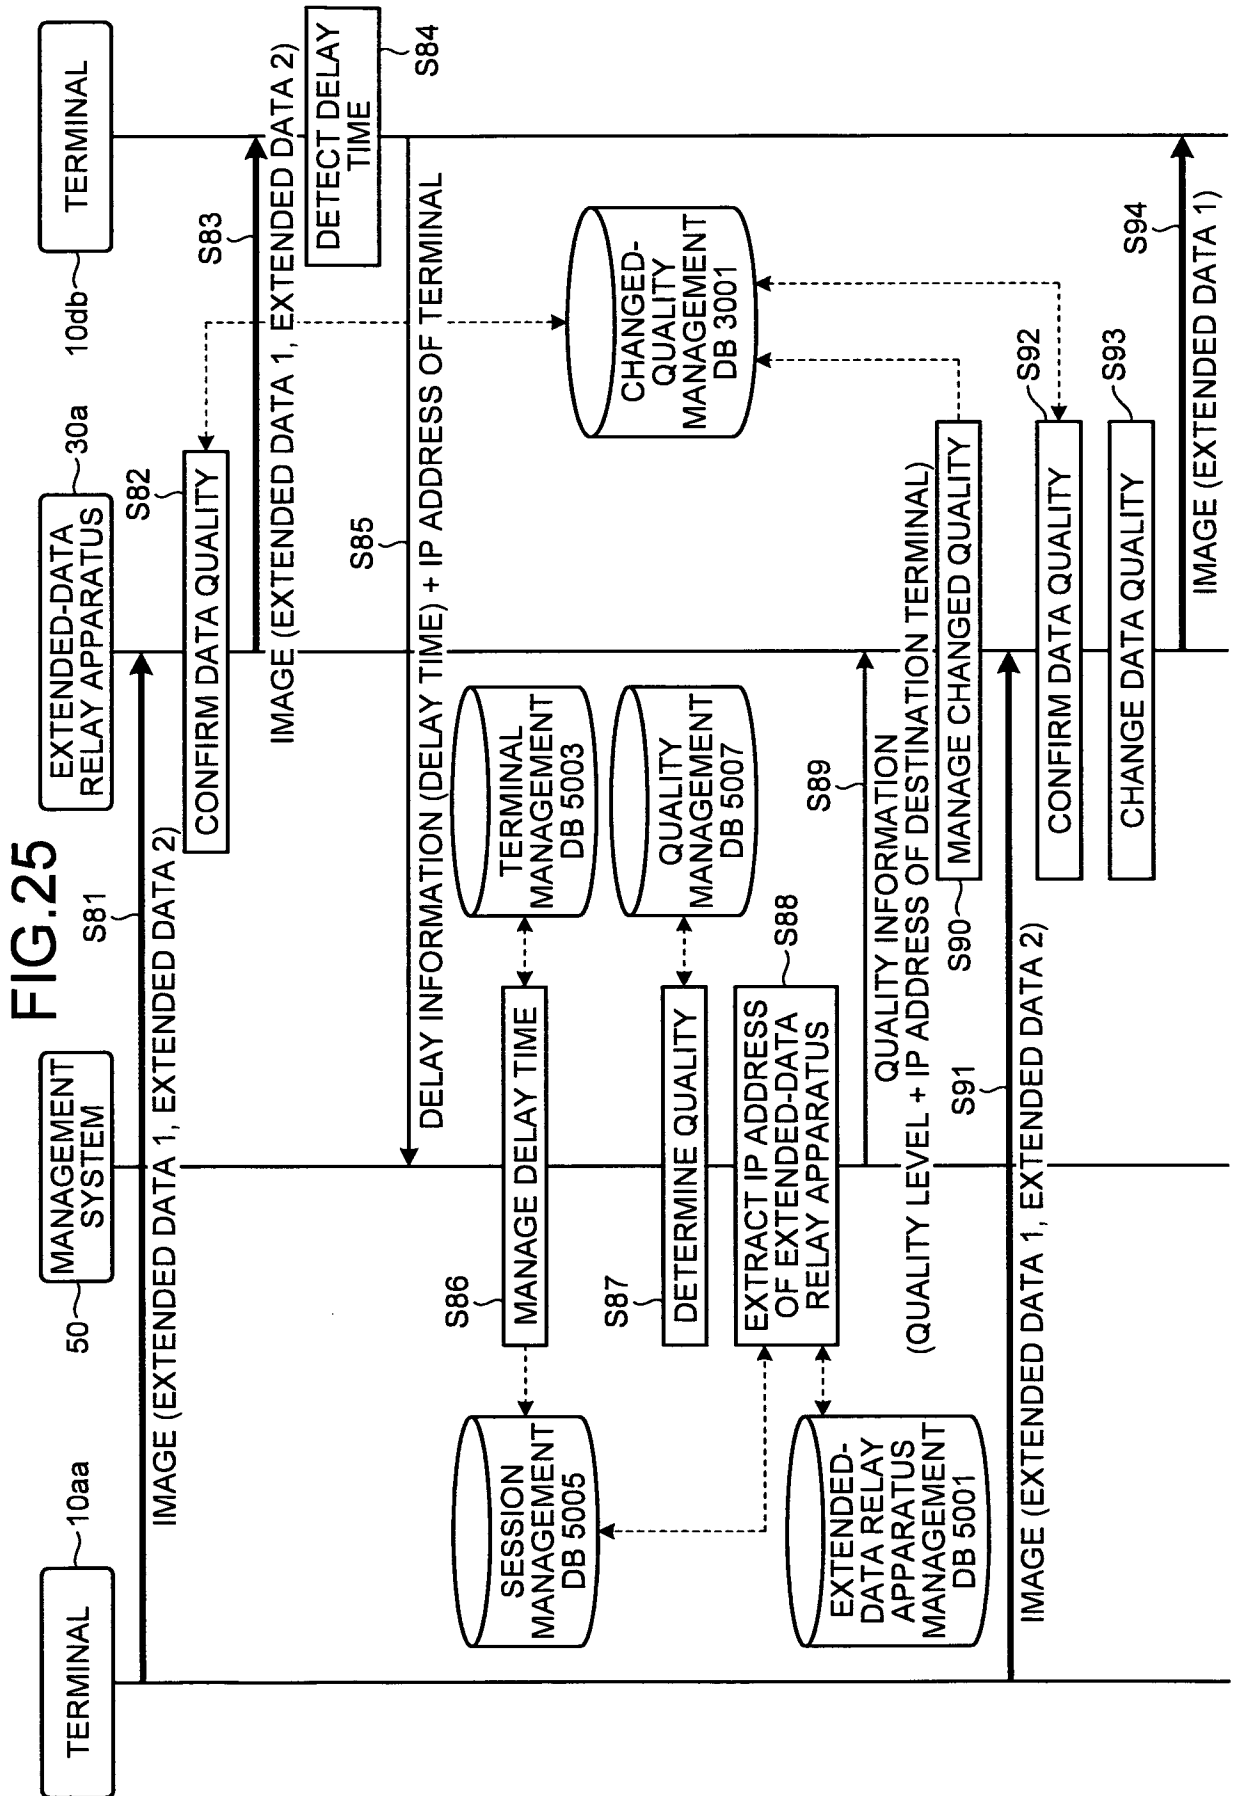 FIG.25
TERMINAL
10aa
MANAGEMENT
SYSTEM
50
EXTENDED-DATA
RELAY APPARATUS
30a
TERMINAL
10db
S81
IMAGE (EXTENDED DATA 1, EXTENDED DATA 2)
S82
CONFIRM DATA QUALITY
S83
IMAGE (EXTENDED DATA 1, EXTENDED DATA 2)
DETECT DELAY
TIME
S84
S85
DELAY INFORMATION (DELAY TIME) + IP ADDRESS OF TERMINAL
SESSION
MANAGEMENT
DB 5005
S86
MANAGE DELAY TIME
TERMINAL
MANAGEMENT
DB 5003
CHANGED-
QUALITY
MANAGEMENT
DB 3001
S87
DETERMINE QUALITY
QUALITY
MANAGEMENT
DB 5007
EXTRACT IP ADDRESS
OF EXTENDED-DATA
RELAY APPARATUS
S88
EXTENDED-
DATA RELAY
APPARATUS
MANAGEMENT
DB 5001
S89
QUALITY INFORMATION
(QUALITY LEVEL + IP ADDRESS OF DESTINATION TERMINAL)
S90
MANAGE CHANGED QUALITY
S91
IMAGE (EXTENDED DATA 1, EXTENDED DATA 2)
CONFIRM DATA QUALITY
S92
CHANGE DATA QUALITY
S93
S94
IMAGE (EXTENDED DATA 1)